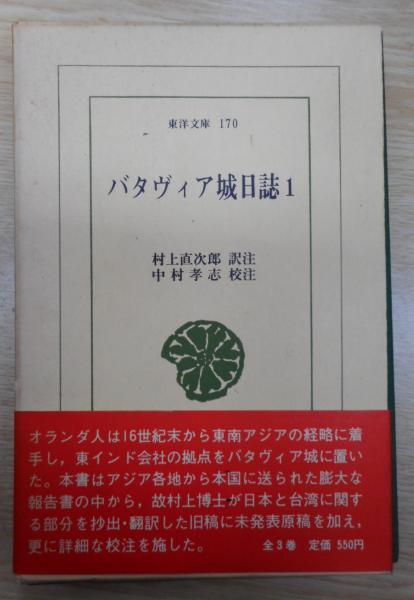 東洋文庫 170
バタヴィア城日誌1
村上直次郎 訳注
中村孝志 校注
オランダ人は16世紀末から東南アジアの経略に着
手し,東インド会社の拠点をバタヴィア城に置い
た。本書はアジア各地から本国に送られた膨大な
報告書の中から,故村上博士が日本と台湾に関す
る部分を抄出・翻訳した旧稿に未発表原稿を加え,
更に詳細な校注を施した。 全3巻 定価 550円